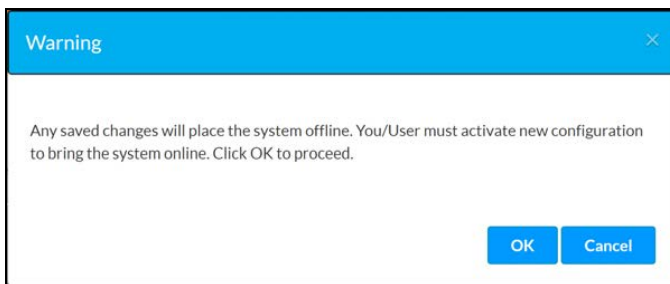 Warning
Any saved changes will place the system offline. You/User must activate new configuration
to bring the system online. Click OK to proceed.
OK Cancel